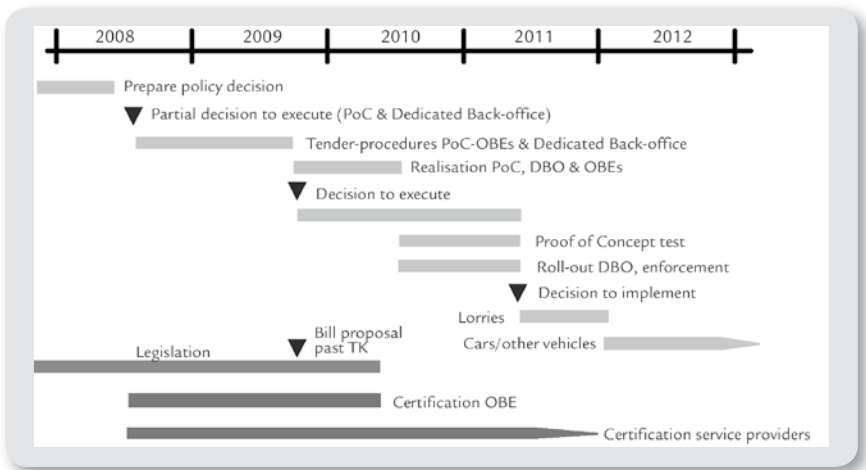 2008 2009 2010 2011 2012
Prepare policy decision
Partial decision to execute (PoC & Dedicated Back-office)
Tender-procedures PoC-OBEs & Dedicated Back-office
Realisation PoC, DBO & OBEs
Decision to execute
Proof of Concept test
Roll-out DBO, enforcement
Decision to implement
Lorries
Bill proposal
past TK
Cars/other vehicles
Legislation
Certification OBE
Certification service providers